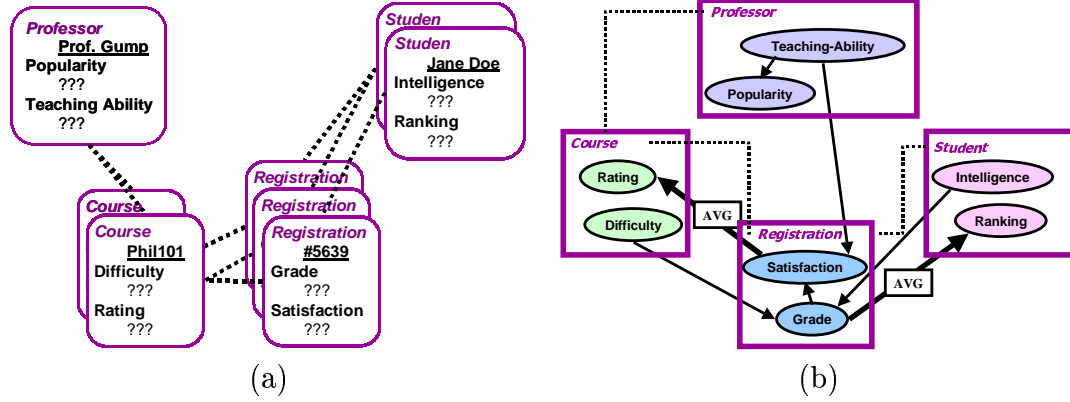 Professor
Prof. Gump
Popularity
???
Teaching Ability
???
Studen
Studen
Jane Doe
Intelligence
???
Ranking
???
Course
Course
Phil101
Difficulty
???
Rating
???
Registration
Registration
Registration
#5639
Grade
???
Satisfaction
???
(a)
Professor
Teaching-Ability
Popularity
Course
Rating
Difficulty
Student
Intelligence
Ranking
AVG
Registration
Satisfaction
Grade
AVG
(b)